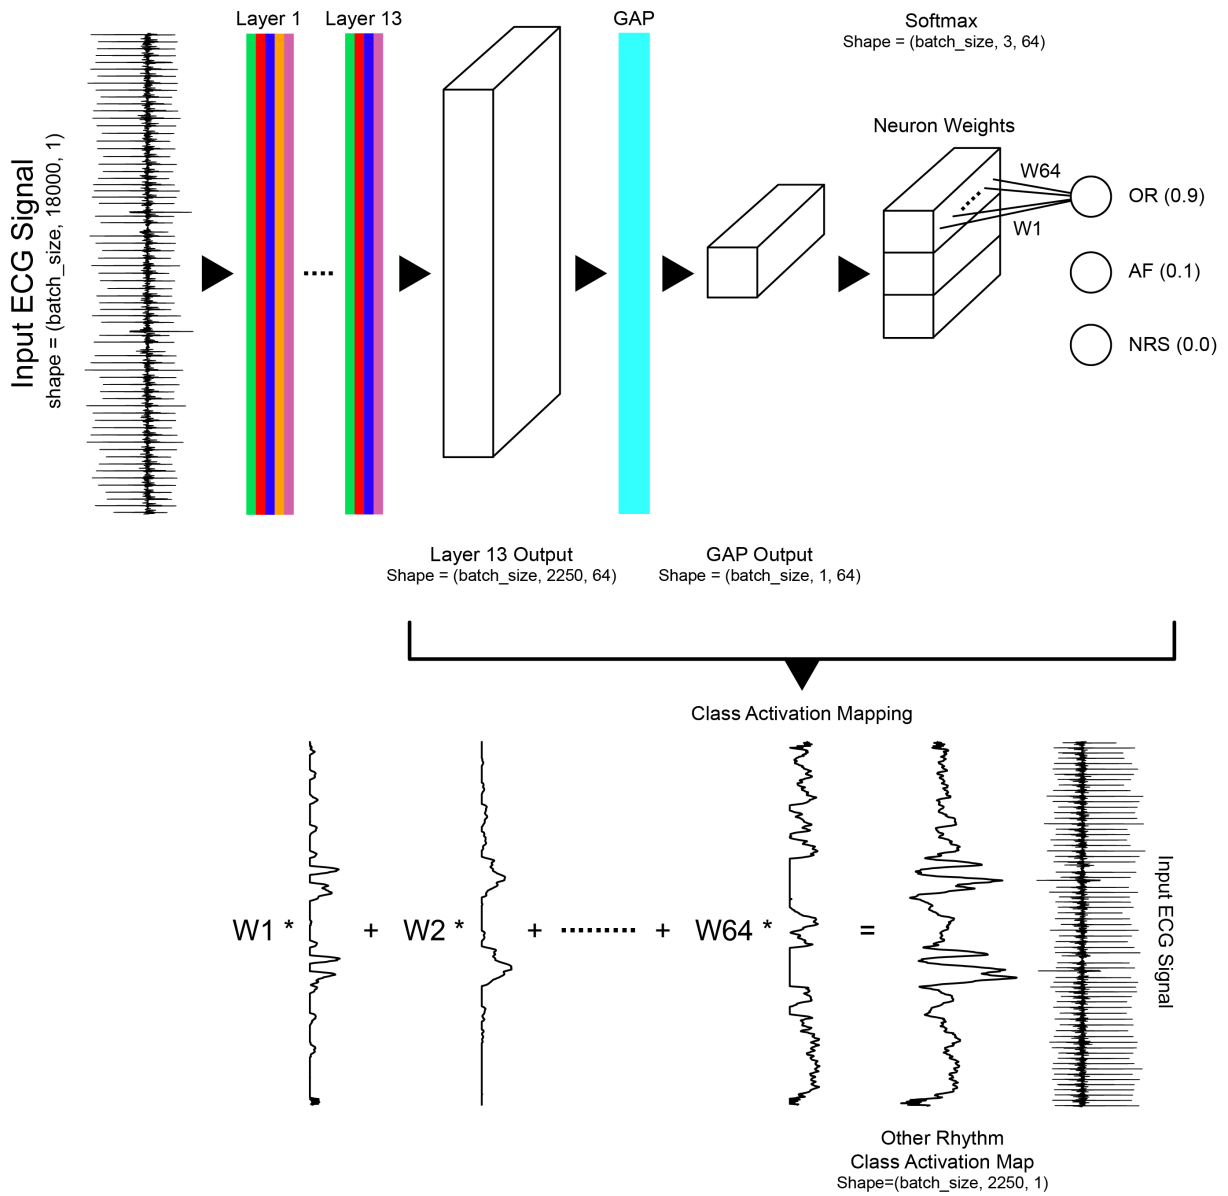 Layer 1
Layer 13
GAP
Softmax
Shape = (batch_size, 3, 64)
Input ECG Signal
shape = (batch_size, 18000, 1)
Neuron Weights
W64
W1
OR (0.9)
AF (0.1)
NRS (0.0)
Layer 13 Output
Shape = (batch_size, 2250, 64)
GAP Output
Shape = (batch_size, 1, 64)
Class Activation Mapping
W1 * + W2 * + ......... + W64 * =
Input ECG Signal
Other Rhythm
Class Activation Map
Shape=(batch_size, 2250, 1)